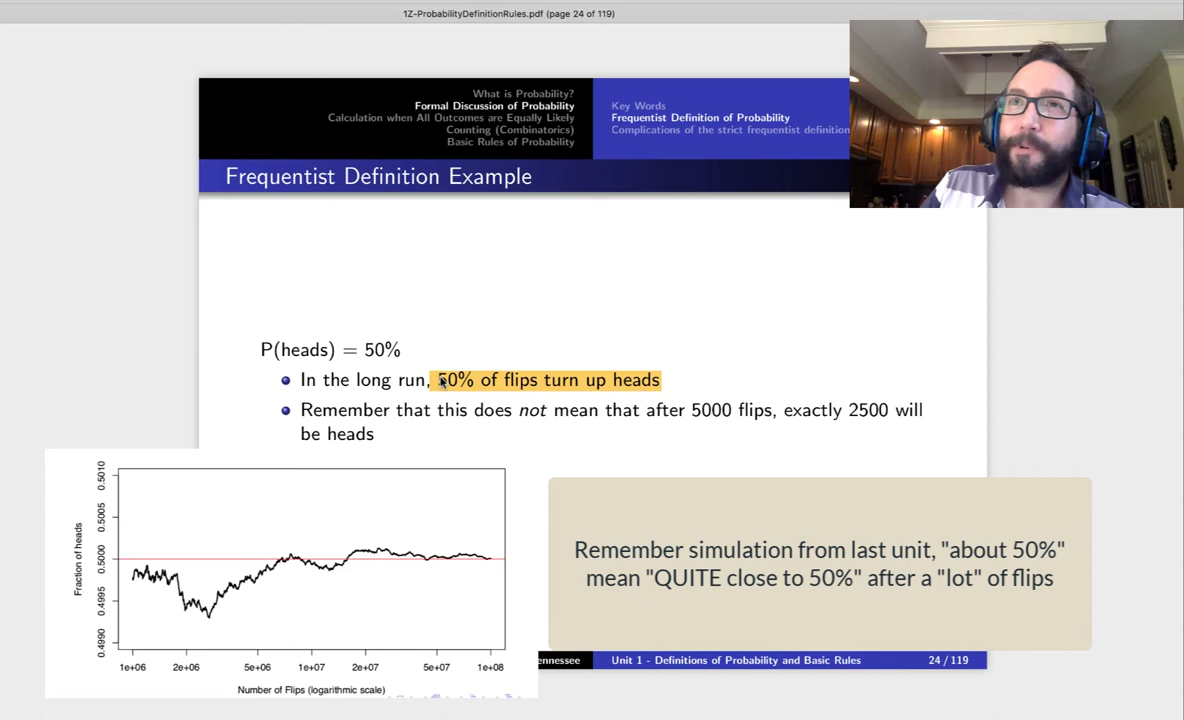 1Z-ProbabilityDefinitionRules.pdf (page 24 of 119)
What is Probability?
Formal Discussion of Probability
Calculation when All Outcomes are Equally Likely
Counting (Combinatorics)
Basic Rules of Probability
Key Words
Frequentist Definition of Probability
Complications of the strict frequentist definition
Frequentist Definition Example
P(heads) = 50%
In the long run, 50% of flips turn up heads
Remember that this does not mean that after 5000 flips, exactly 2500 will
be heads
Fraction of heads
0.5010
0.5005
0.5000
0.4995
0.4990
1e+06 2e+06 5e+06 1e+07 2e+07 5e+07 1e+08
Number of Flips (logarithmic scale)
Remember simulation from last unit, "about 50%"
mean "QUITE close to 50%" after a "lot" of flips
ennessee
Unit 1 - Definitions of Probability and Basic Rules
24 / 119